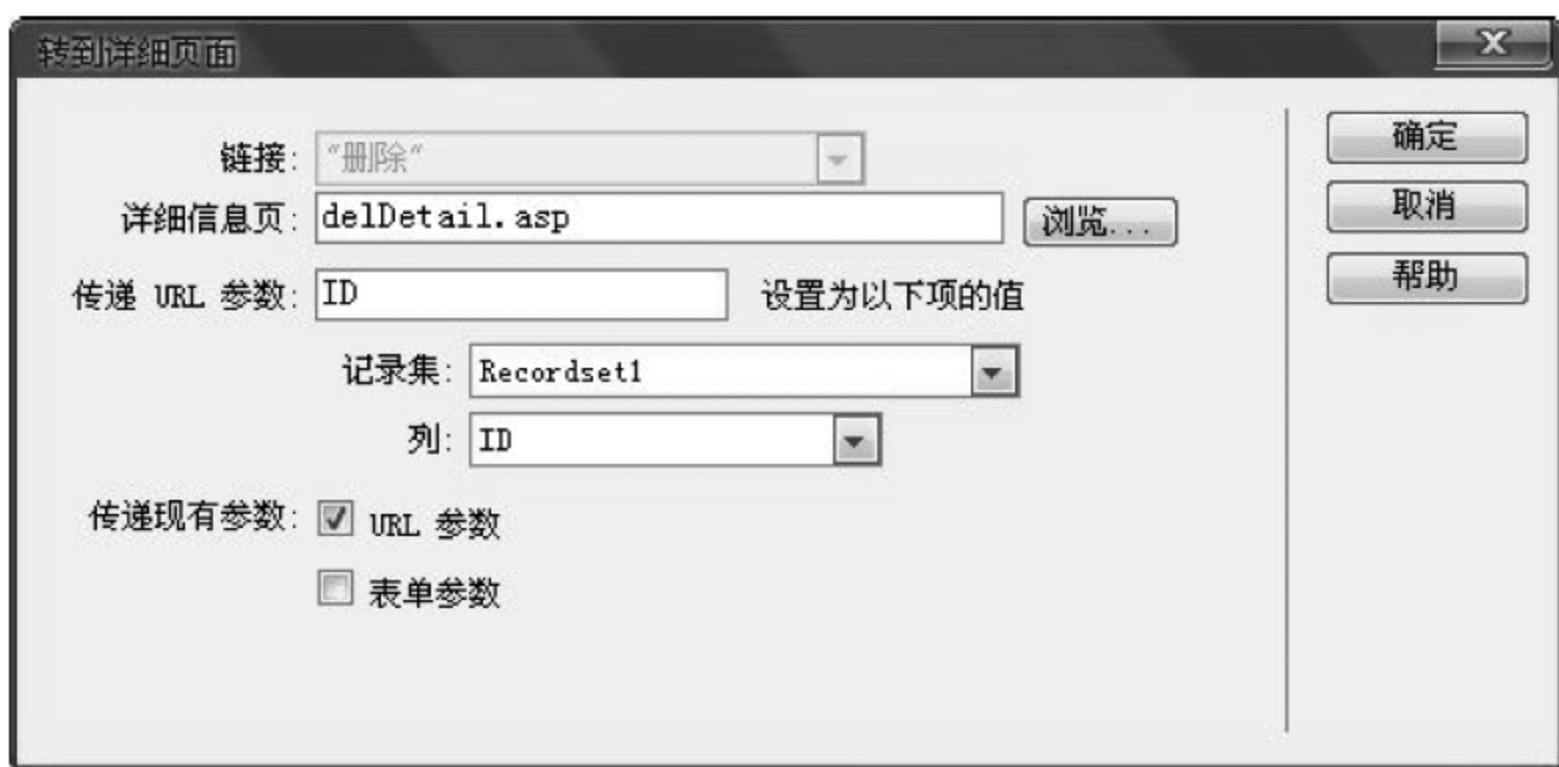 转到详细页面
链接: “删除“
详细信息页: delDetail.asp 浏览...
传递 URL 参数: ID 设置为以下项的值
记录集: Recordset1
列: ID
传递现有参数: URL 参数
表单参数
确定
取消
帮助